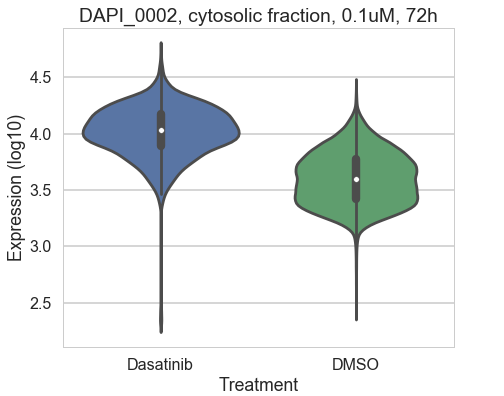 DAPI_0002, cytosolic fraction, 0.1uM, 72h
Expression (log10)
4.5
4.0
3.5
3.0
2.5
Dasatinib DMSO
Treatment